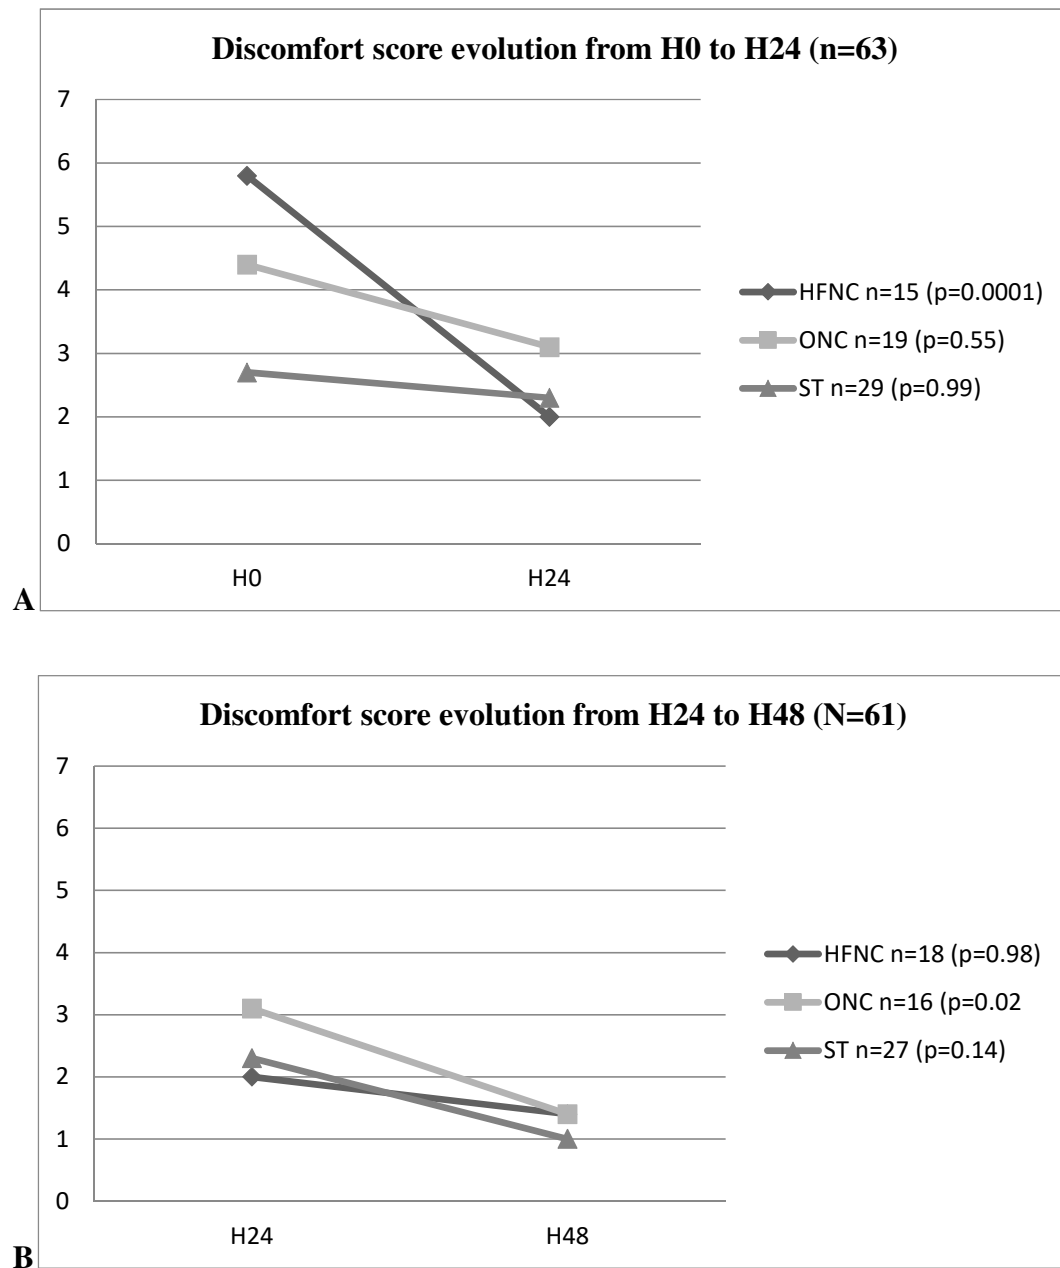 Discomfort score evolution from H0 to H24 (n=63)
7
6
5
4
3
2
1
0
H0 H24
HFNC n=15 (p=0.0001)
ONC n=19 (p=0.55)
ST n=29 (p=0.99)
A
Discomfort score evolution from H24 to H48 (N=61)
7
6
5
4
3
2
1
0
H24 H48
HFNC n=18 (p=0.98)
ONC n=16 (p=0.02
ST n=27 (p=0.14)
B